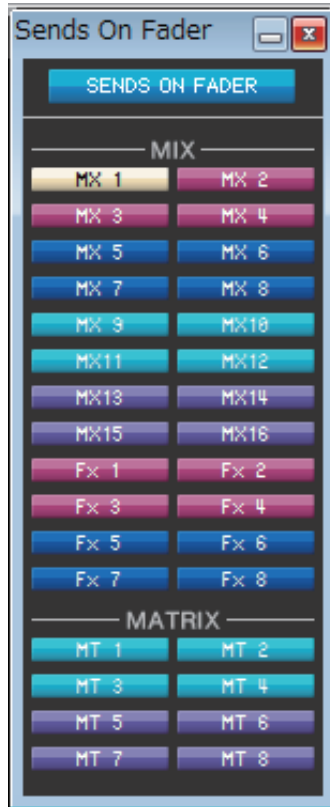 Sends On Fader
SENDS ON FADER
MIX
MX 1 MX 2
MX 3 MX 4
MX 5 MX 6
MX 7 MX 8
MX 9 MX10
MX11 MX12
MX13 MX14
MX15 MX16
Fx 1 Fx 2
Fx 3 Fx 4
Fx 5 Fx 6
Fx 7 Fx 8
MATRIX
MT 1 MT 2
MT 3 MT 4
MT 5 MT 6
MT 7 MT 8